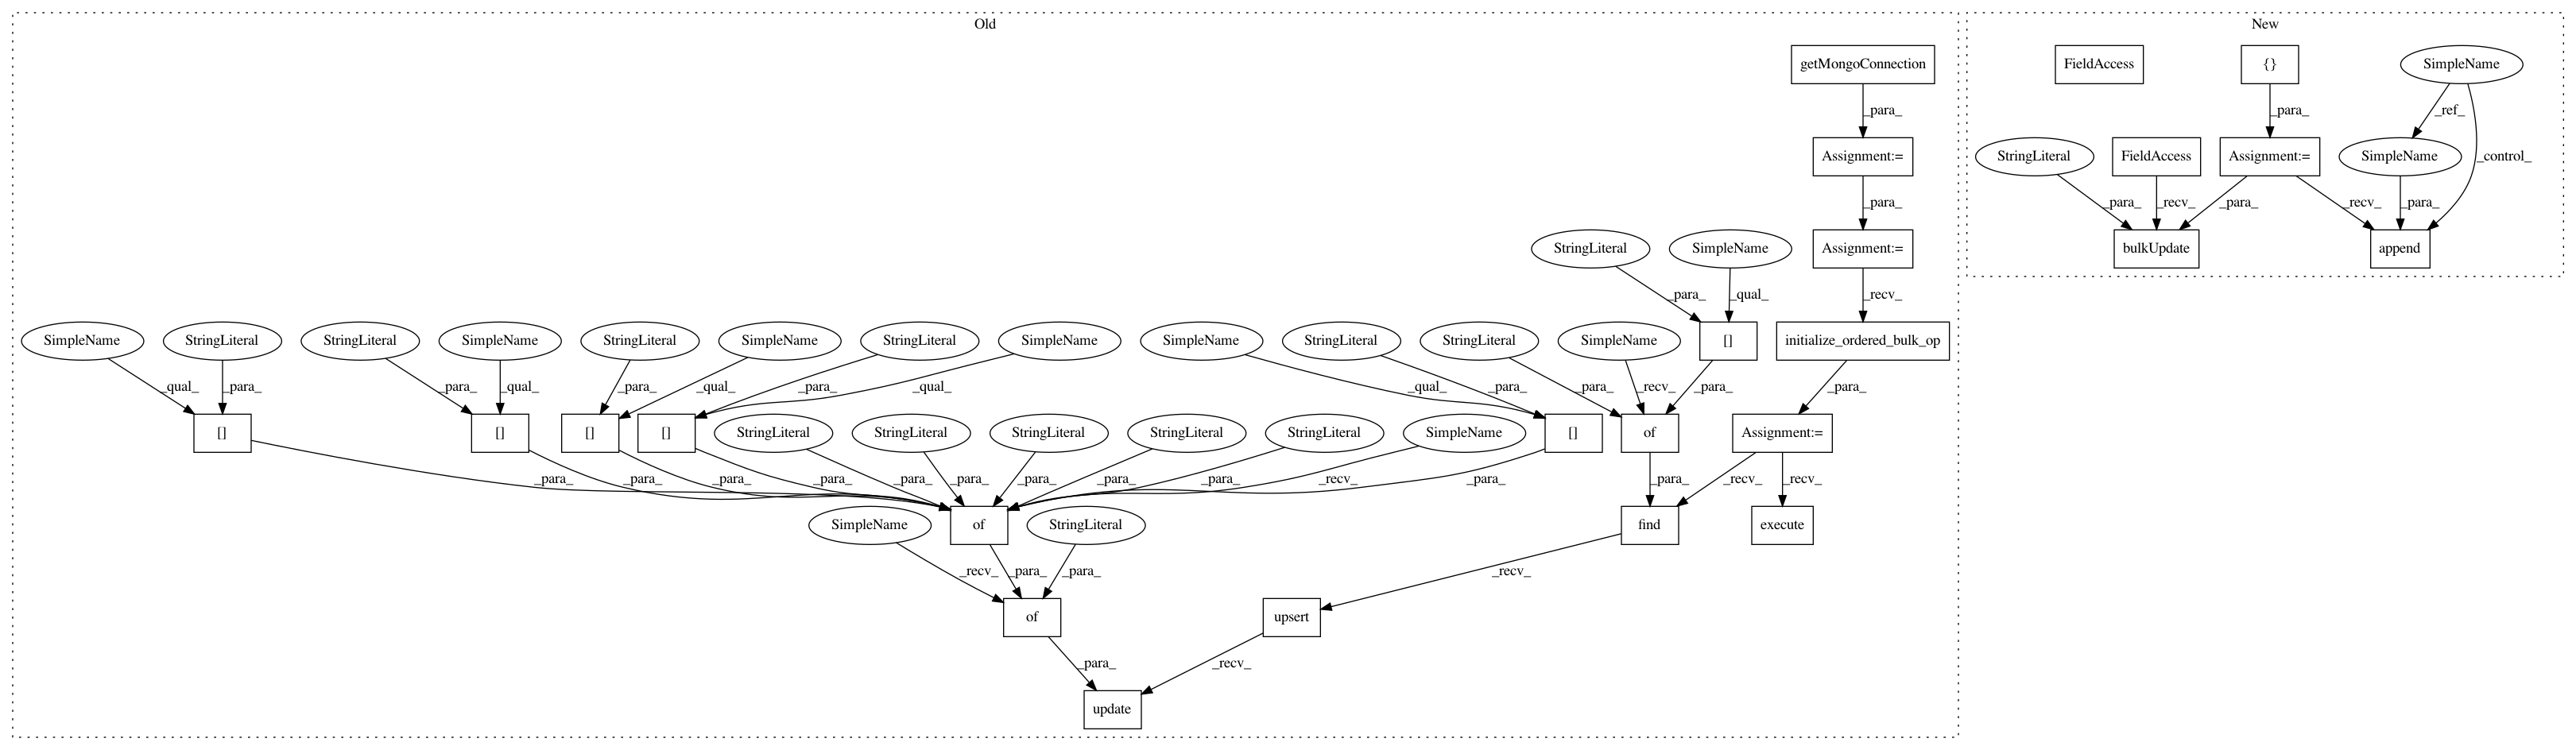 Old
New
getMongoConnection
FieldAccess
{}
SimpleName
_para_
_para_
_ref_
Assignment:=
StringLiteral
FieldAccess
Assignment:=
SimpleName
_control_
_para_
_para_
_recv_
_para_
_recv_
_para_
StringLiteral
SimpleName
Assignment:=
bulkUpdate
append
_para_
_qual_
_recv_
SimpleName
StringLiteral
StringLiteral
SimpleName
StringLiteral
SimpleName
StringLiteral
SimpleName
SimpleName
StringLiteral
StringLiteral
SimpleName
[]
initialize_ordered_bulk_op
_qual_
_para_
_para_
_qual_
_para_
_qual_
_para_
_qual_
_qual_
_para_
_para_
_recv_
_para_
_para_
[]
[]
[]
[]
StringLiteral
StringLiteral
StringLiteral
StringLiteral
StringLiteral
SimpleName
[]
of
Assignment:=
_para_
_para_
_para_
_para_
_para_
_para_
_para_
_para_
_para_
_recv_
_para_
_para_
_recv_
_recv_
SimpleName
of
StringLiteral
find
execute
_recv_
_para_
_para_
_recv_
of
upsert
_para_
_recv_
update